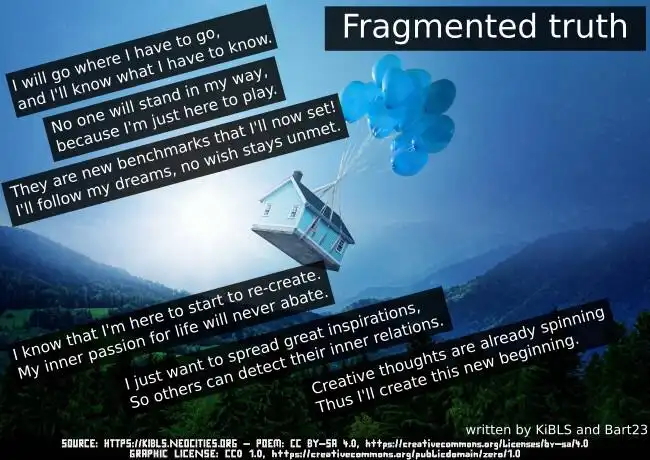 Fragmented truth
I will go where I have to go,
and I'll know what I have to know.
No one will stand in my way,
because I'm just here to play.
They are new benchmarks that I'll now set!
I'll follow my dreams, no wish stays unmet.
I know that I'm here to start to re-create.
My inner passion for life will never abate.
I just want to spread great inspirations,
So others can detect their inner relations.
Creative thoughts are already spinning
Thus I'll create this new beginning.
written by KiBLS and Bart23
SOURCE: HTTPS://KIBLS.NEOCITIES.ORG - POEM: CC BY-SA 4.0, https://creativecommons.org/licenses/by-sa/4.0
GRAPHIC LICENSE: CC0 1.0, https://creativecommons.org/publicdomain/zero/1.0